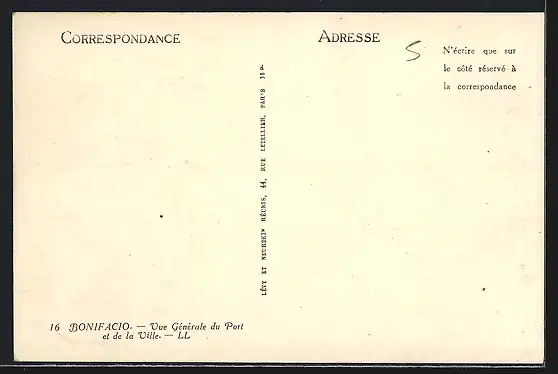 CORRESPONDANCE
ADRESSE
5
N'écrire que sur
le côté réservé à
la correspondance
LÉVY ET NEURDEIN RÉUNIS, 44, RUE LETELLIER, PARIS 15e
16 BONIFACIO. — Vue Générale du Port
et de la Ville. — LL